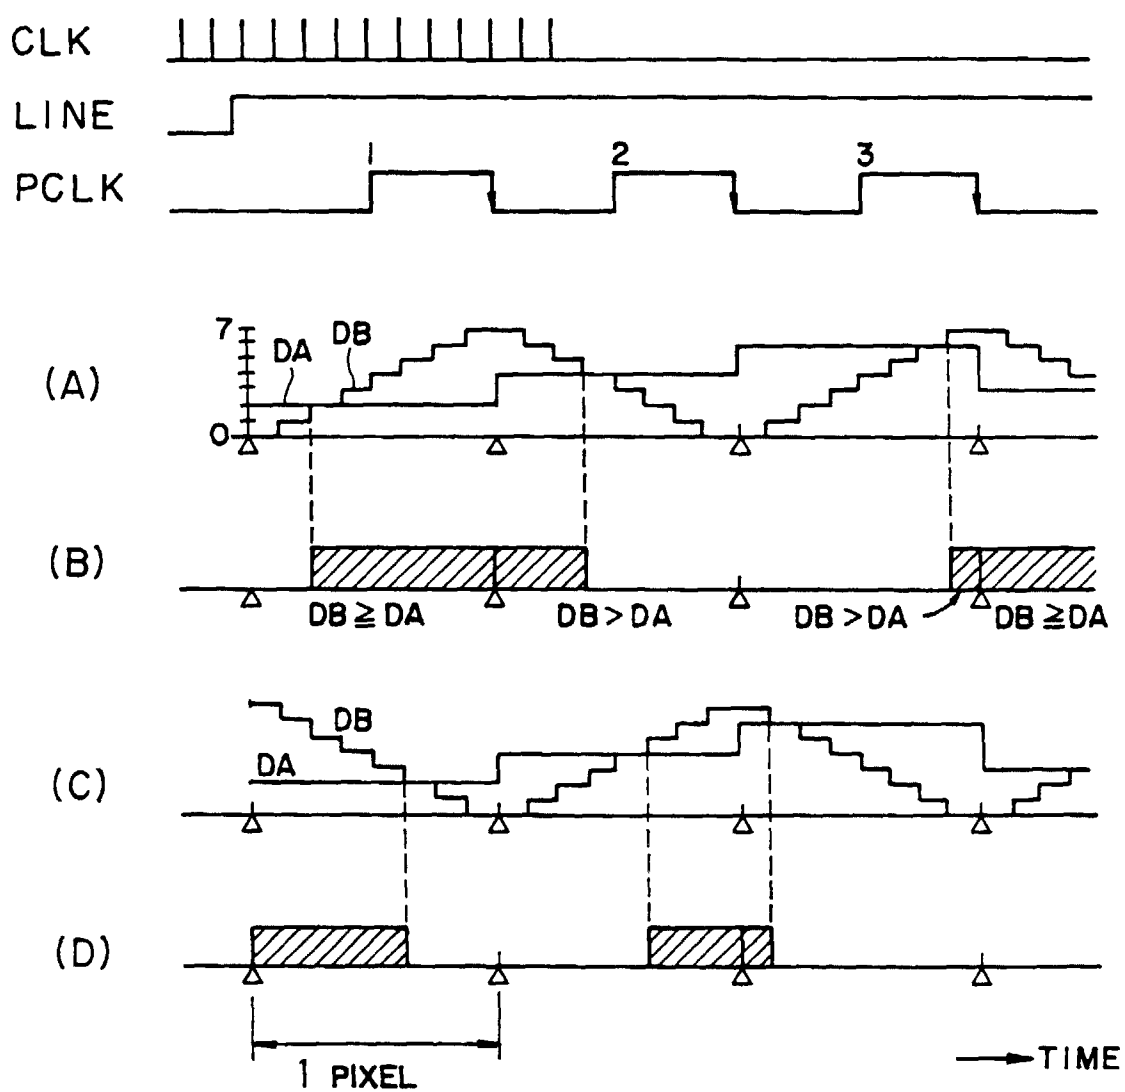 CLK
LINE
PCLK
1 2 3
(A)
7
0
DA
DB
(B)
DB ≧ DA DB > DA DB > DA DB ≧ DA
(C)
DB
DA
(D)
1 PIXEL
TIME